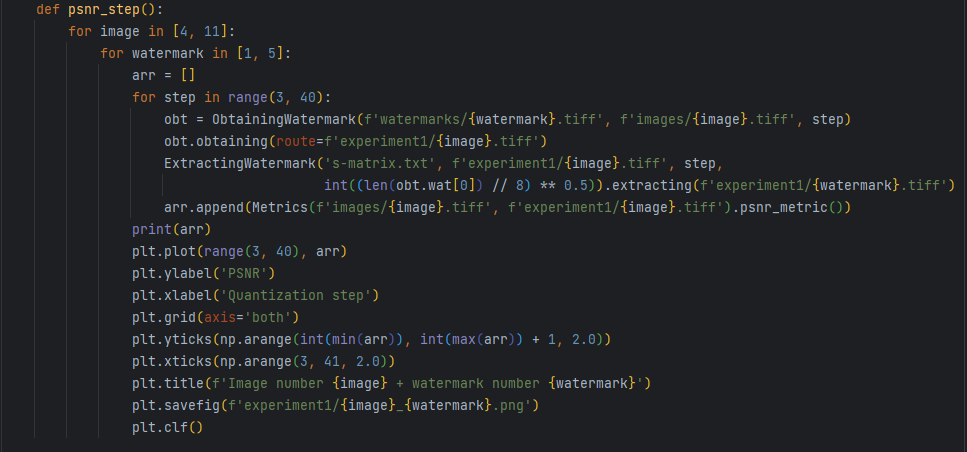 def psnr_step():
    for image in [4, 11]:
        for watermark in [1, 5]:
            arr = []
            for step in range(3, 40):
                obt = ObtainingWatermark(f'watermarks/{watermark}.tiff', f'images/{image}.tiff', step)
                obt.obtaining(route=f'experiment1/{image}.tiff')
                ExtractingWatermark('s-matrix.txt', f'experiment1/{image}.tiff', step,
                                    int((len(obt.wat[0]) // 8) ** 0.5)).extracting(f'experiment1/{watermark}.tiff')
                arr.append(Metrics(f'images/{image}.tiff', f'experiment1/{image}.tiff').psnr_metric())
            print(arr)
            plt.plot(range(3, 40), arr)
            plt.ylabel('PSNR')
            plt.xlabel('Quantization step')
            plt.grid(axis='both')
            plt.yticks(np.arange(int(min(arr)), int(max(arr)) + 1, 2.0))
            plt.xticks(np.arange(3, 41, 2.0))
            plt.title(f'Image number {image} + watermark number {watermark}')
            plt.savefig(f'experiment1/{image}_{watermark}.png')
            plt.clf()